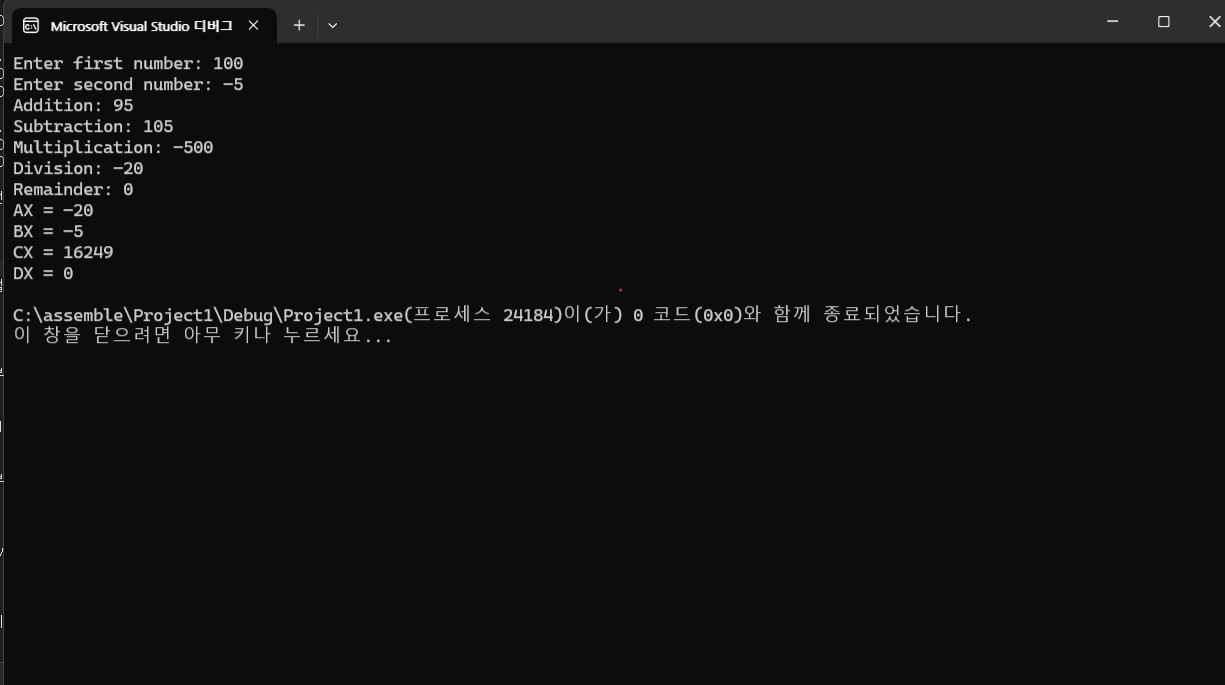 Microsoft Visual Studio 디버그
Enter first number: 100
Enter second number: -5
Addition: 95
Subtraction: 105
Multiplication: -500
Division: -20
Remainder: 0
AX = -20
BX = -5
CX = 16249
DX = 0
C:\assemble\Project1\Debug\Project1.exe(프로세스 24184)이(가) 0 코드(0x0)와 함께 종료되었습니다.
이 창을 닫으려면 아무 키나 누르세요...